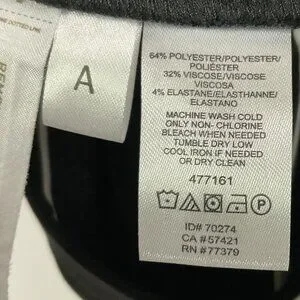 DOTTED LINE
A
64% POLYESTER/POLYESTER/
POLIÉSTER
32% VISCOSE/VISCOSE
VISCOSA
4% ELASTANE/ELASTHANNE/
ELASTANO
MACHINE WASH COLD
ONLY NON- CHLORINE
BLEACH WHEN NEEDED
TUMBLE DRY LOW
COOL IRON IF NEEDED
OR DRY CLEAN
477161
P
ID# 70274
CA # 57421
RN #77379